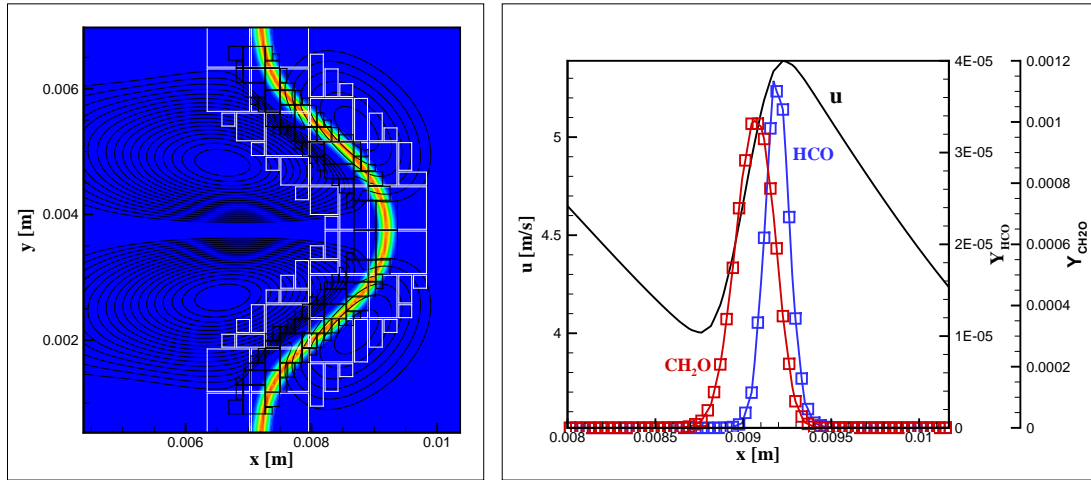 0.006
0.004
0.002
y [m]
0.006
0.008
0.01
x [m]
5
4.5
4
u [m/s]
0.008
0.0085
0.009
0.0095
0.01
x [m]
u
HCO
CH₂O
4E-05
3E-05
2E-05
1E-05
0
Y_HCO
0.0012
0.001
0.0008
0.0006
0.0004
0.0002
0
Y_CH2O